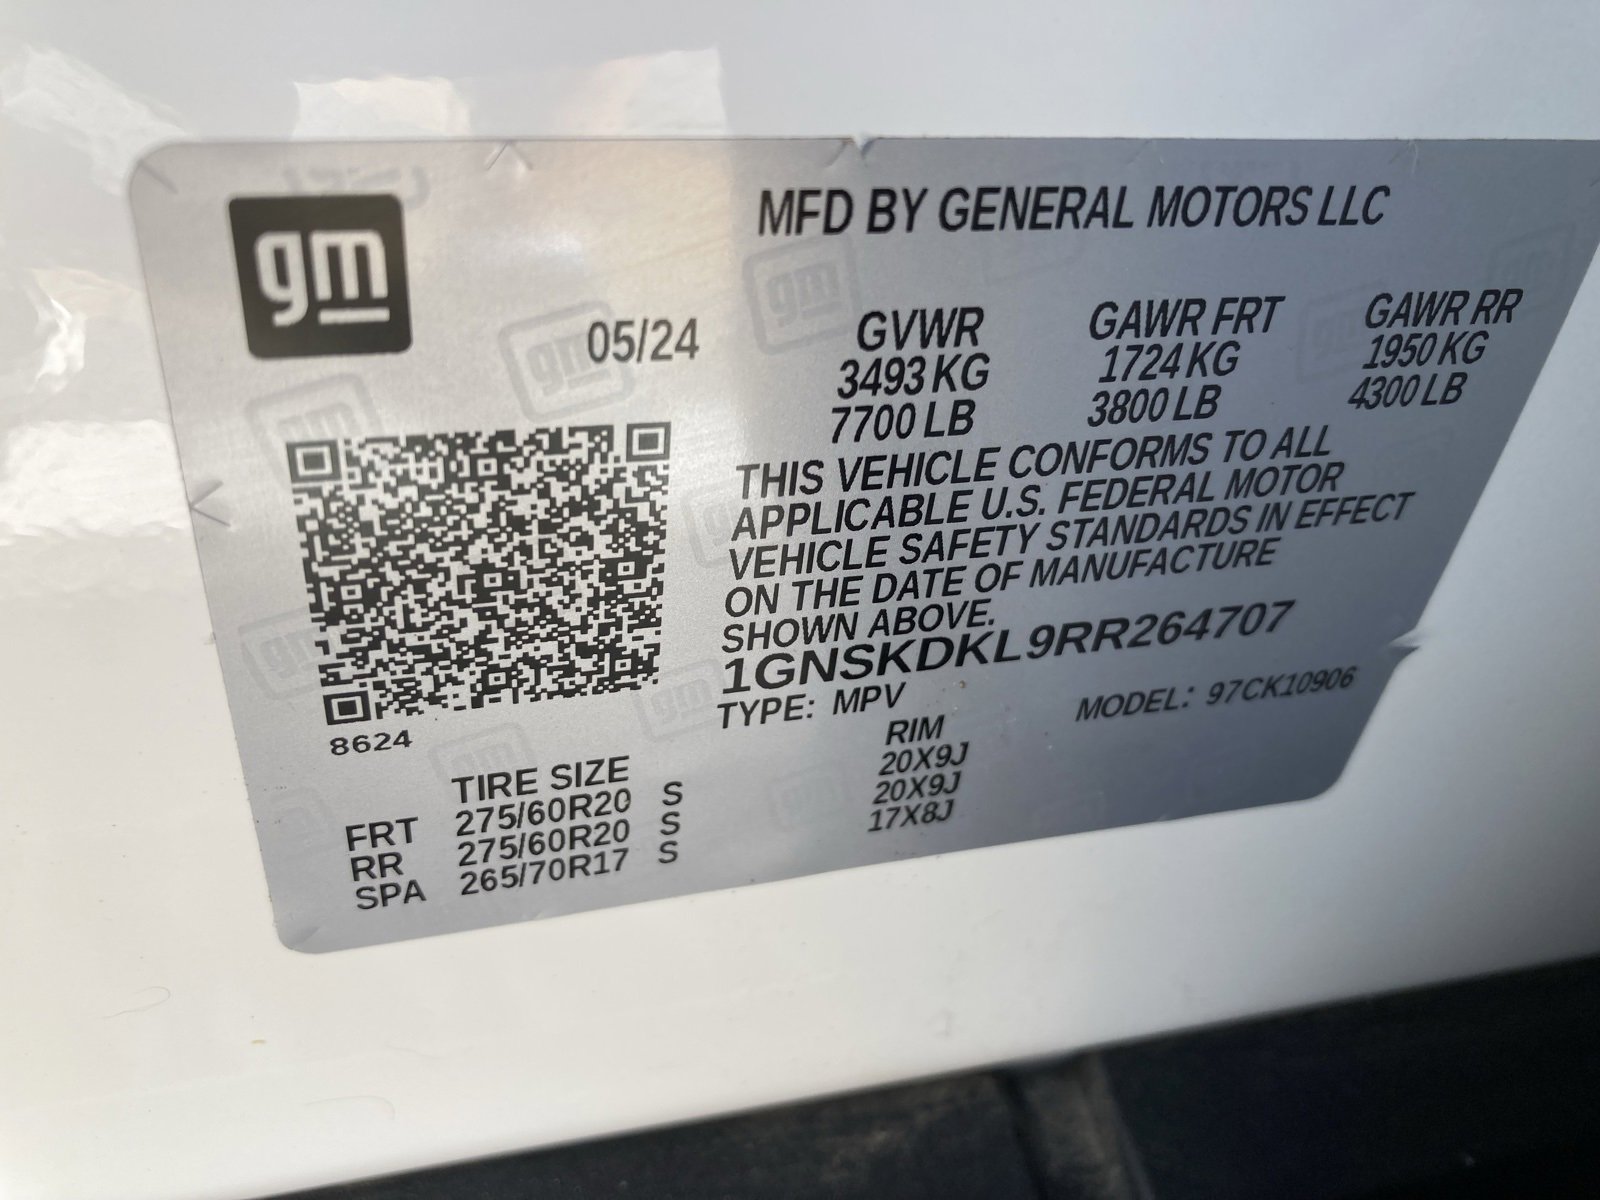 gm
MFD BY GENERAL MOTORS LLC
05/24
GVWR GAWR FRT GAWR RR
3493 KG 1724 KG 1950 KG
7700 LB 3800 LB 4300 LB
THIS VEHICLE CONFORMS TO ALL
APPLICABLE U.S. FEDERAL MOTOR
VEHICLE SAFETY STANDARDS IN EFFECT
ON THE DATE OF MANUFACTURE
SHOWN ABOVE.
1GNSKDKL9RR264707
TYPE: MPV MODEL: 97CK10906
8624
TIRE SIZE RIM
FRT 275/60R20 S 20X9J
RR 275/60R20 S 20X9J
SPA 265/70R17 S 17X8J